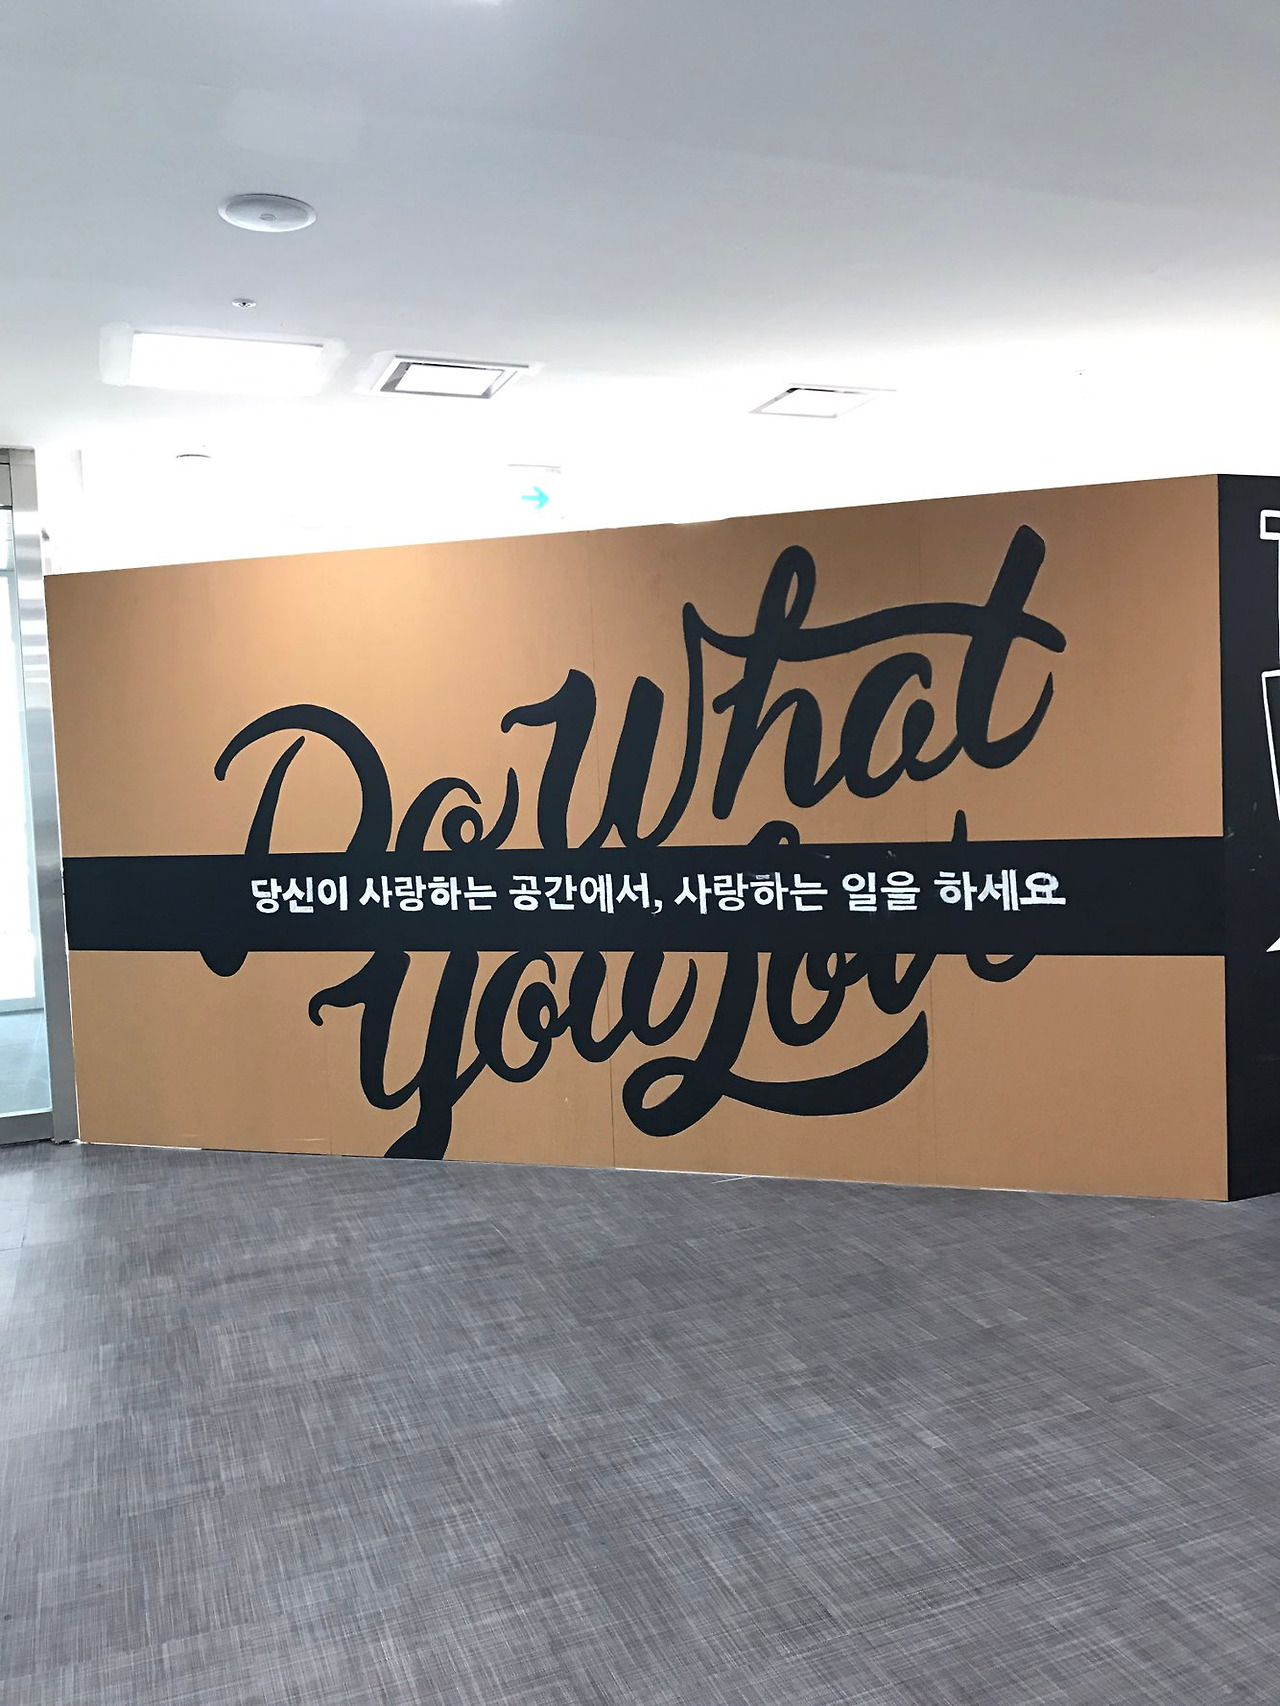 Do What
당신이 사랑하는 공간에서, 사랑하는 일을 하세요
You Love